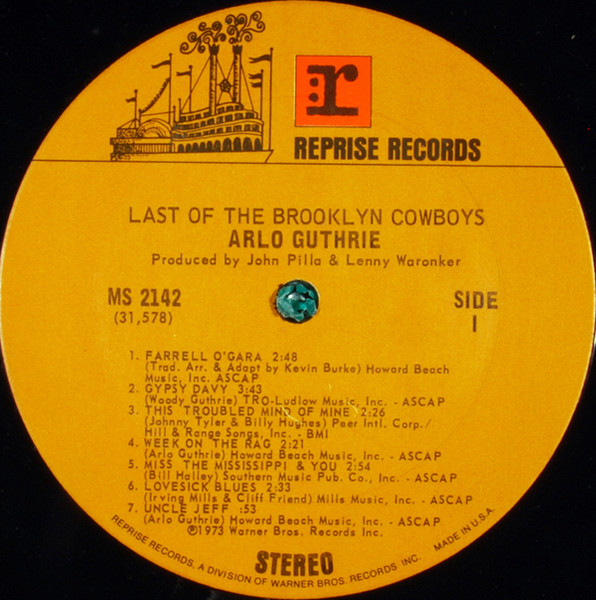 :r
REPRISE RECORDS
LAST OF THE BROOKLYN COWBOYS
ARLO GUTHRIE
Produced by John Pilla & Lenny Waronker
MS 2142
(31,578)
SIDE
1
1. FARRELL O'GARA 2:48
(Trad. Arr. & Adapt by Kevin Burke) Howard Beach
Music, Inc. ASCAP
2. GYPSY DAVY 3:43
(Woody Guthrie) TRO-Ludlow Music, Inc. - ASCAP
3. THIS TROUBLED MIND OF MINE 2:26
(Johnny Tyler & Billy Hughes) Peer Intl. Corp./
Hill & Range Songs, Inc. - BMI
4. WEEK ON THE RAG 2:21
(Arlo Guthrie) Howard Beach Music, Inc. - ASCAP
5. MISS THE MISSISSIPPI & YOU 2:54
(Bill Halley) Southern Music Pub. Co., Inc. - ASCAP
6. LOVESICK BLUES 2:33
(Irving Mills & Cliff Friend) Mills Music, Inc. - ASCAP
7. UNCLE JEFF :53
(Arlo Guthrie) Howard Beach Music, Inc. - ASCAP
℗1973 Warner Bros. Records Inc.
STEREO
REPRISE RECORDS, A DIVISION OF WARNER BROS. RECORDS INC. MADE IN U.S.A.